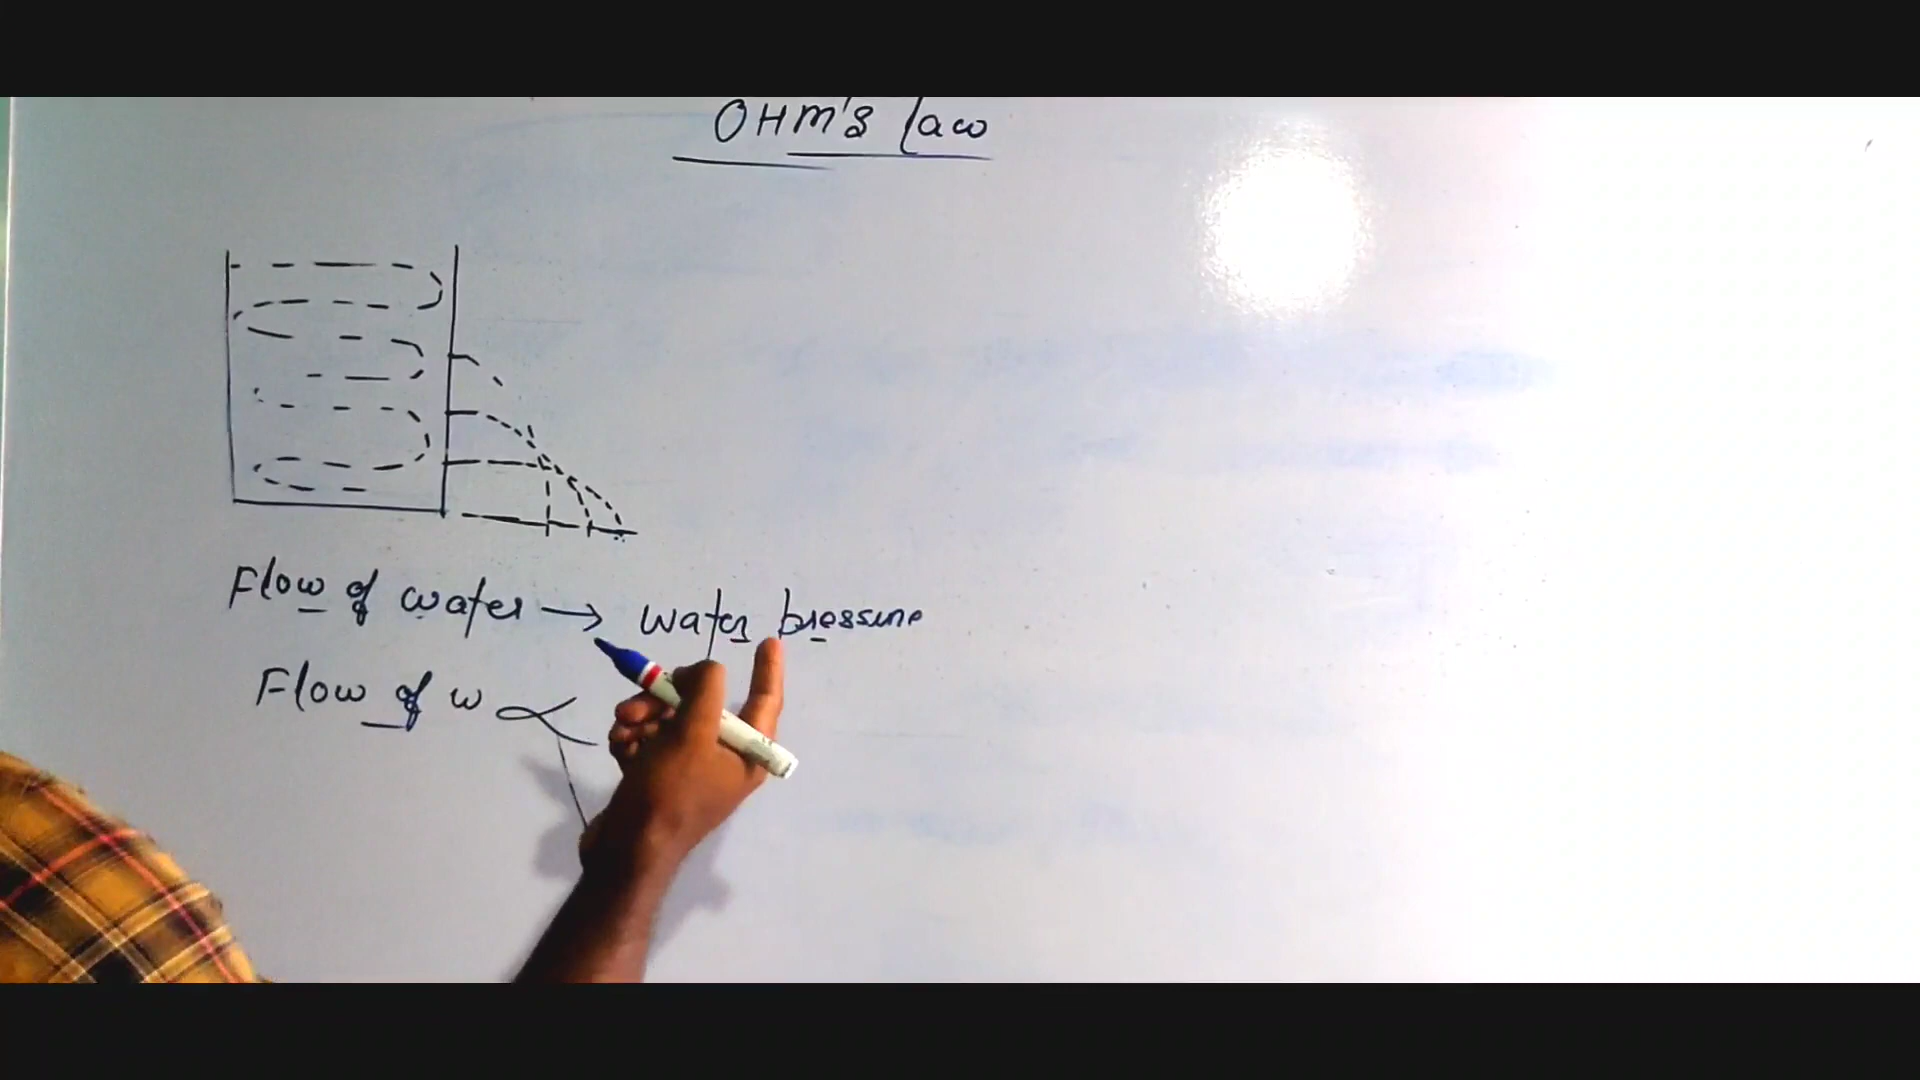 OHM'S law
Flow of water → water pressure
Flow of w ∝